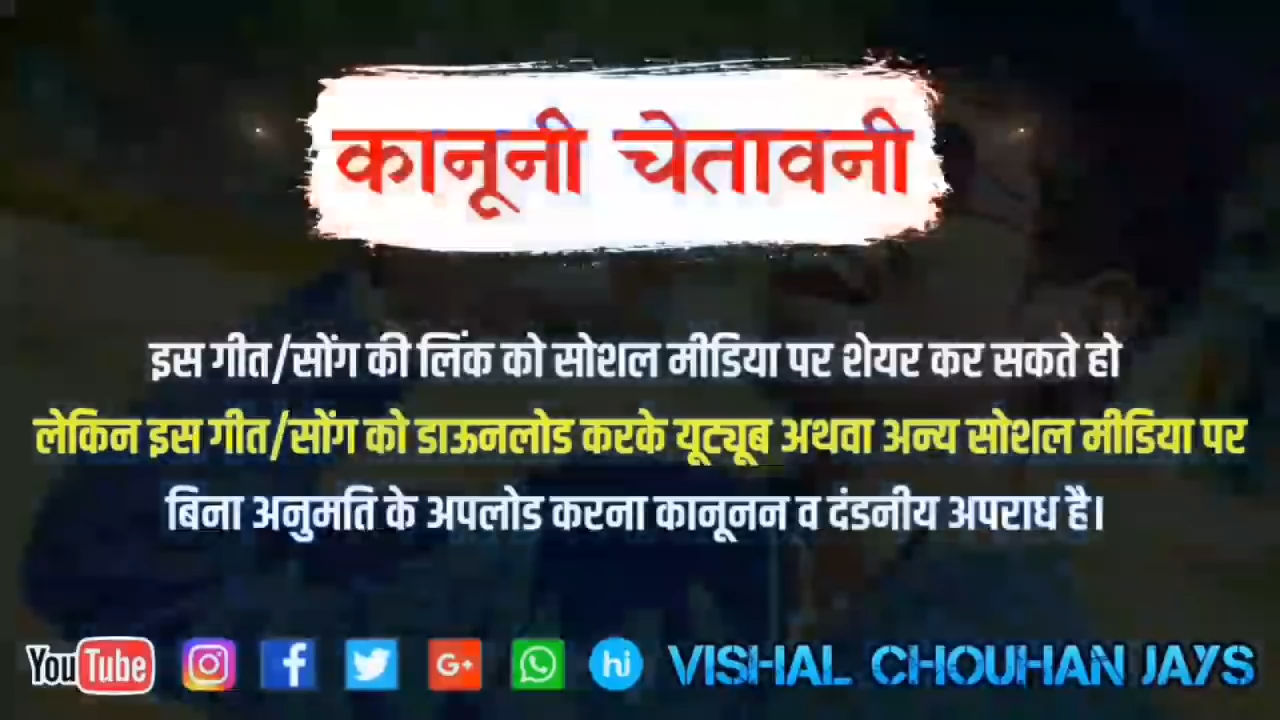 कानूनी चेतावनी
इस गीत/सोंग की लिंक को सोशल मीडिया पर शेयर कर सकते हो
लेकिन इस गीत/सोंग को डाऊनलोड करके यूट्यूब अथवा अन्य सोशल मीडिया पर
बिना अनुमति के अपलोड करना कानूनन व दंडनीय अपराध है।
YouTube f G+ hi VISHAL CHOUHAN JAYS